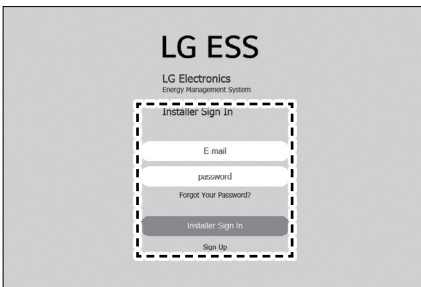 LG ESS
LG Electronics
Energy Management System
Installer Sign In
E mail
password
Forgot Your Password?
Installer Sign In
Sign Up